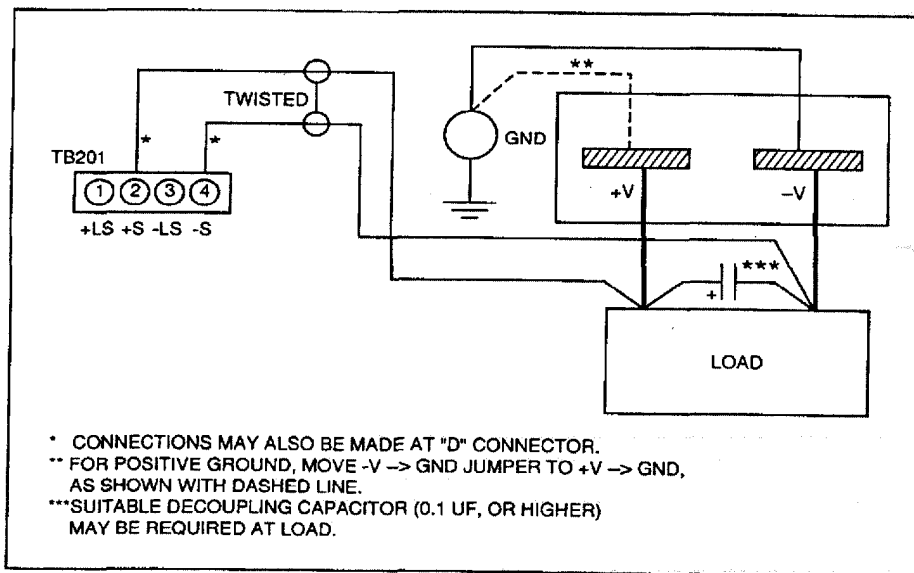 **
TWISTED
GND
* *
TB201
1 2 3 4
+V -V
+LS +S -LS -S
***
+
LOAD
* CONNECTIONS MAY ALSO BE MADE AT "D" CONNECTOR.
** FOR POSITIVE GROUND, MOVE -V –> GND JUMPER TO +V –> GND,
AS SHOWN WITH DASHED LINE.
***SUITABLE DECOUPLING CAPACITOR (0.1 UF, OR HIGHER)
MAY BE REQUIRED AT LOAD.